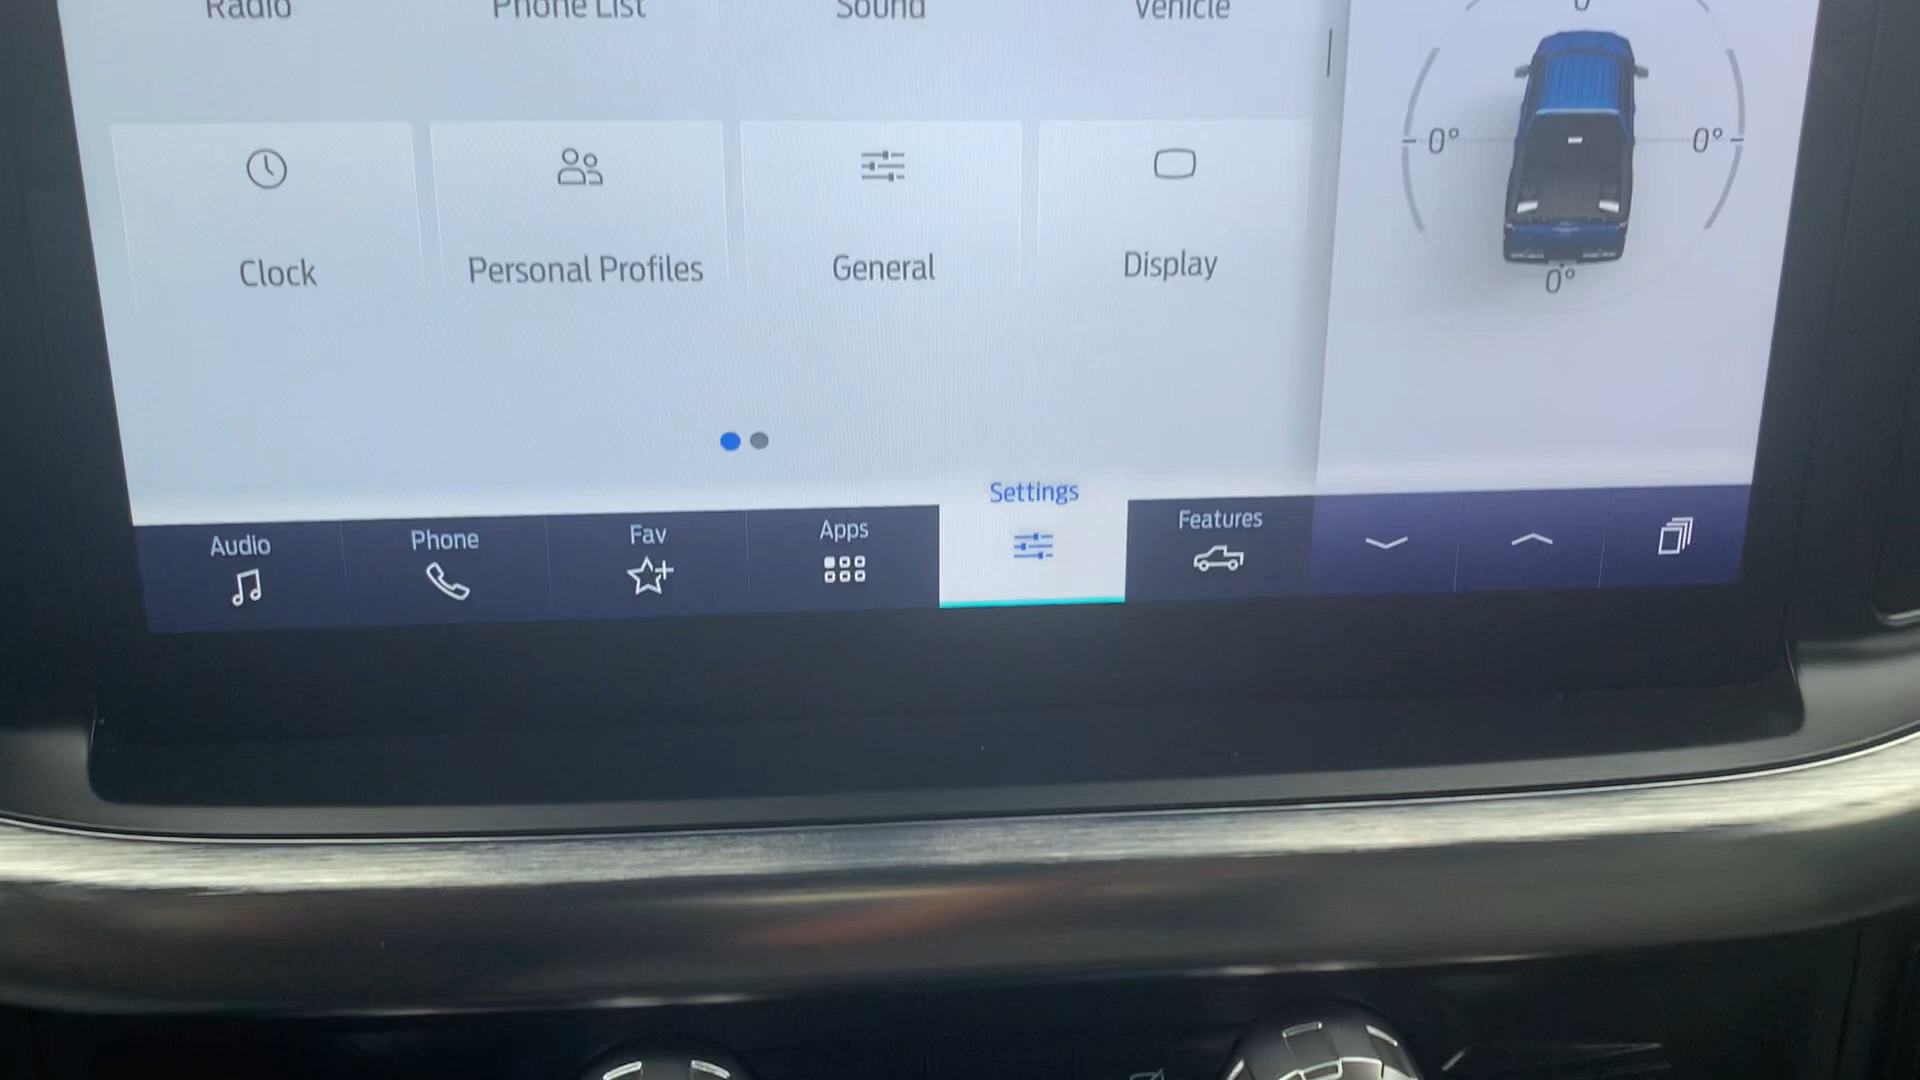 Radio Phone List Sound Vehicle
0°
0° 0°
Clock Personal Profiles General Display
0°
Settings
Audio Phone Fav Apps Features